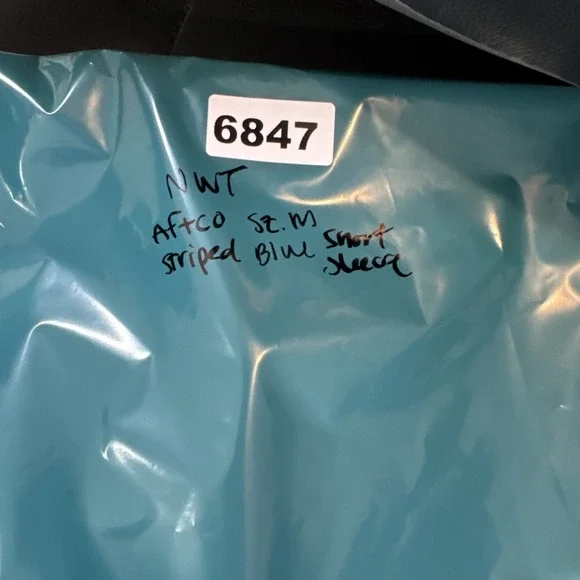 6847
NWT
Aftco sz. M
striped Blue short
sleeve